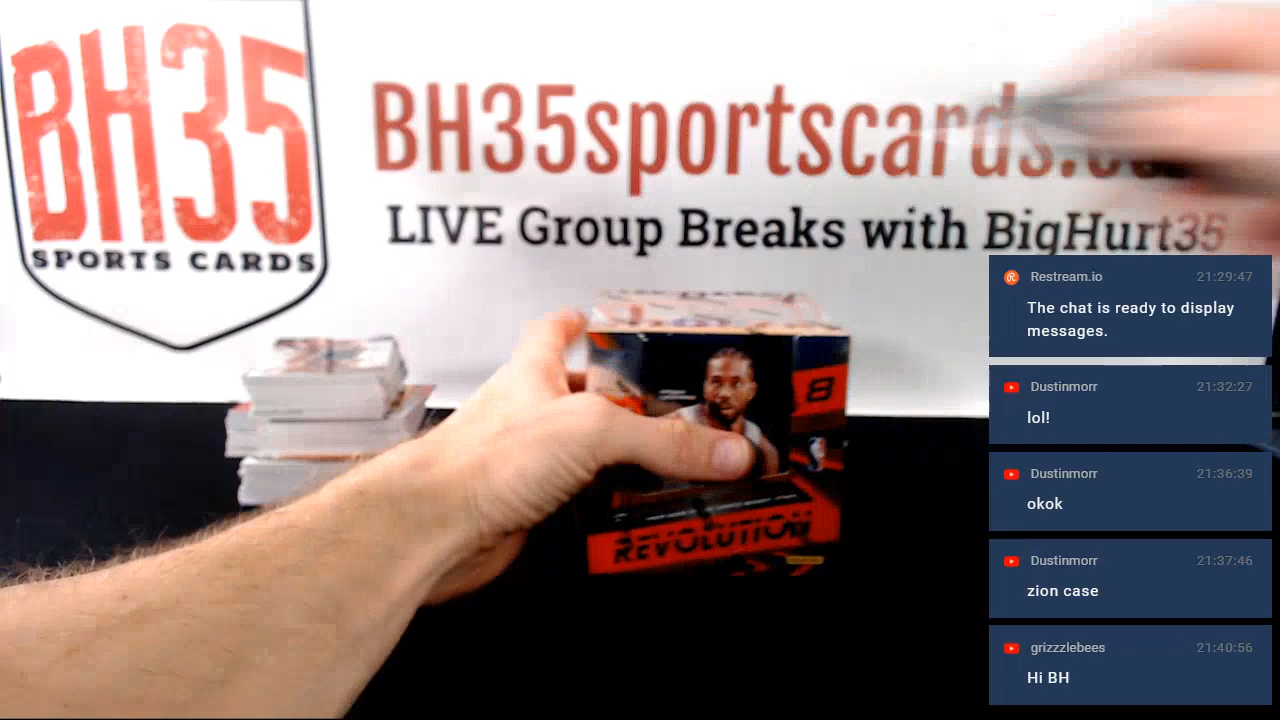 BH35
SPORTS CARDS
BH35sportscards.
LIVE Group Breaks with BigHurt35
8
REVOLUTION
Restream.io 21:29:47
The chat is ready to display
messages.
Dustinmorr 21:32:27
lol!
Dustinmorr 21:36:39
okok
Dustinmorr 21:37:46
zion case
grizzzlebees 21:40:56
Hi BH